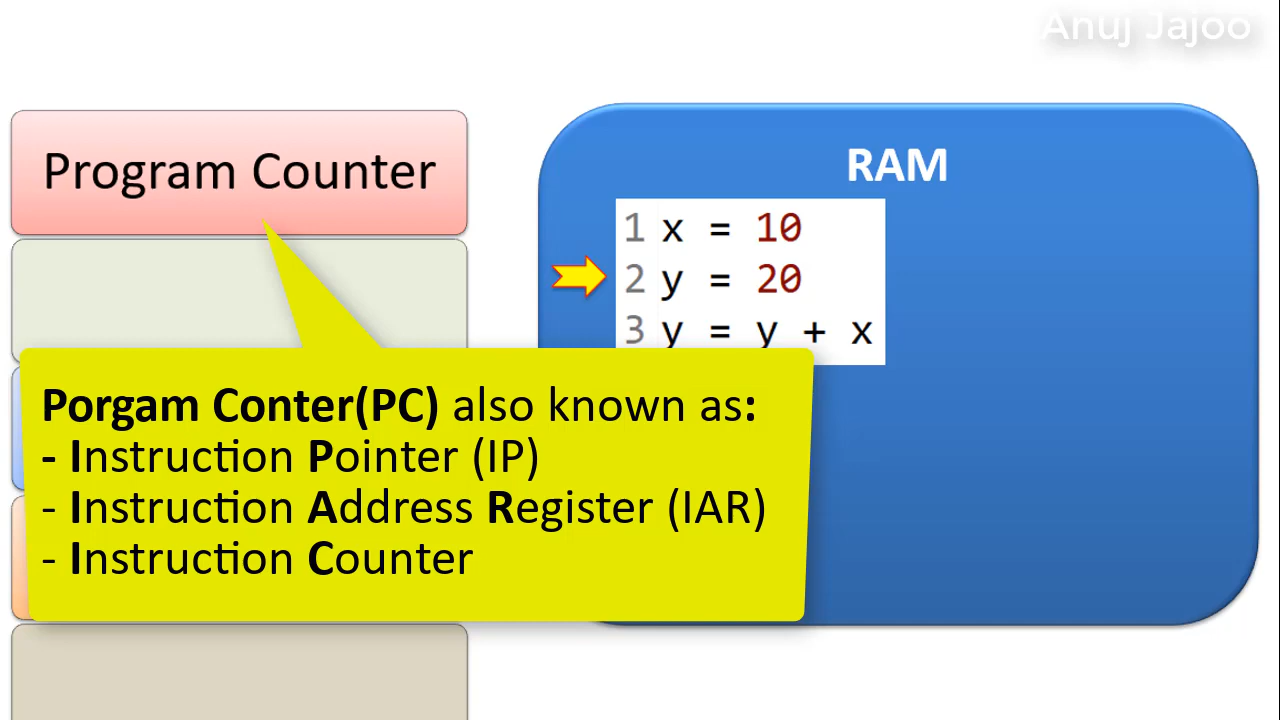 Anuj Jajoo
Program Counter
RAM
1 x = 10
2 y = 20
3 y = y + x
Porgam Conter(PC) also known as:
- Instruction Pointer (IP)
- Instruction Address Register (IAR)
- Instruction Counter